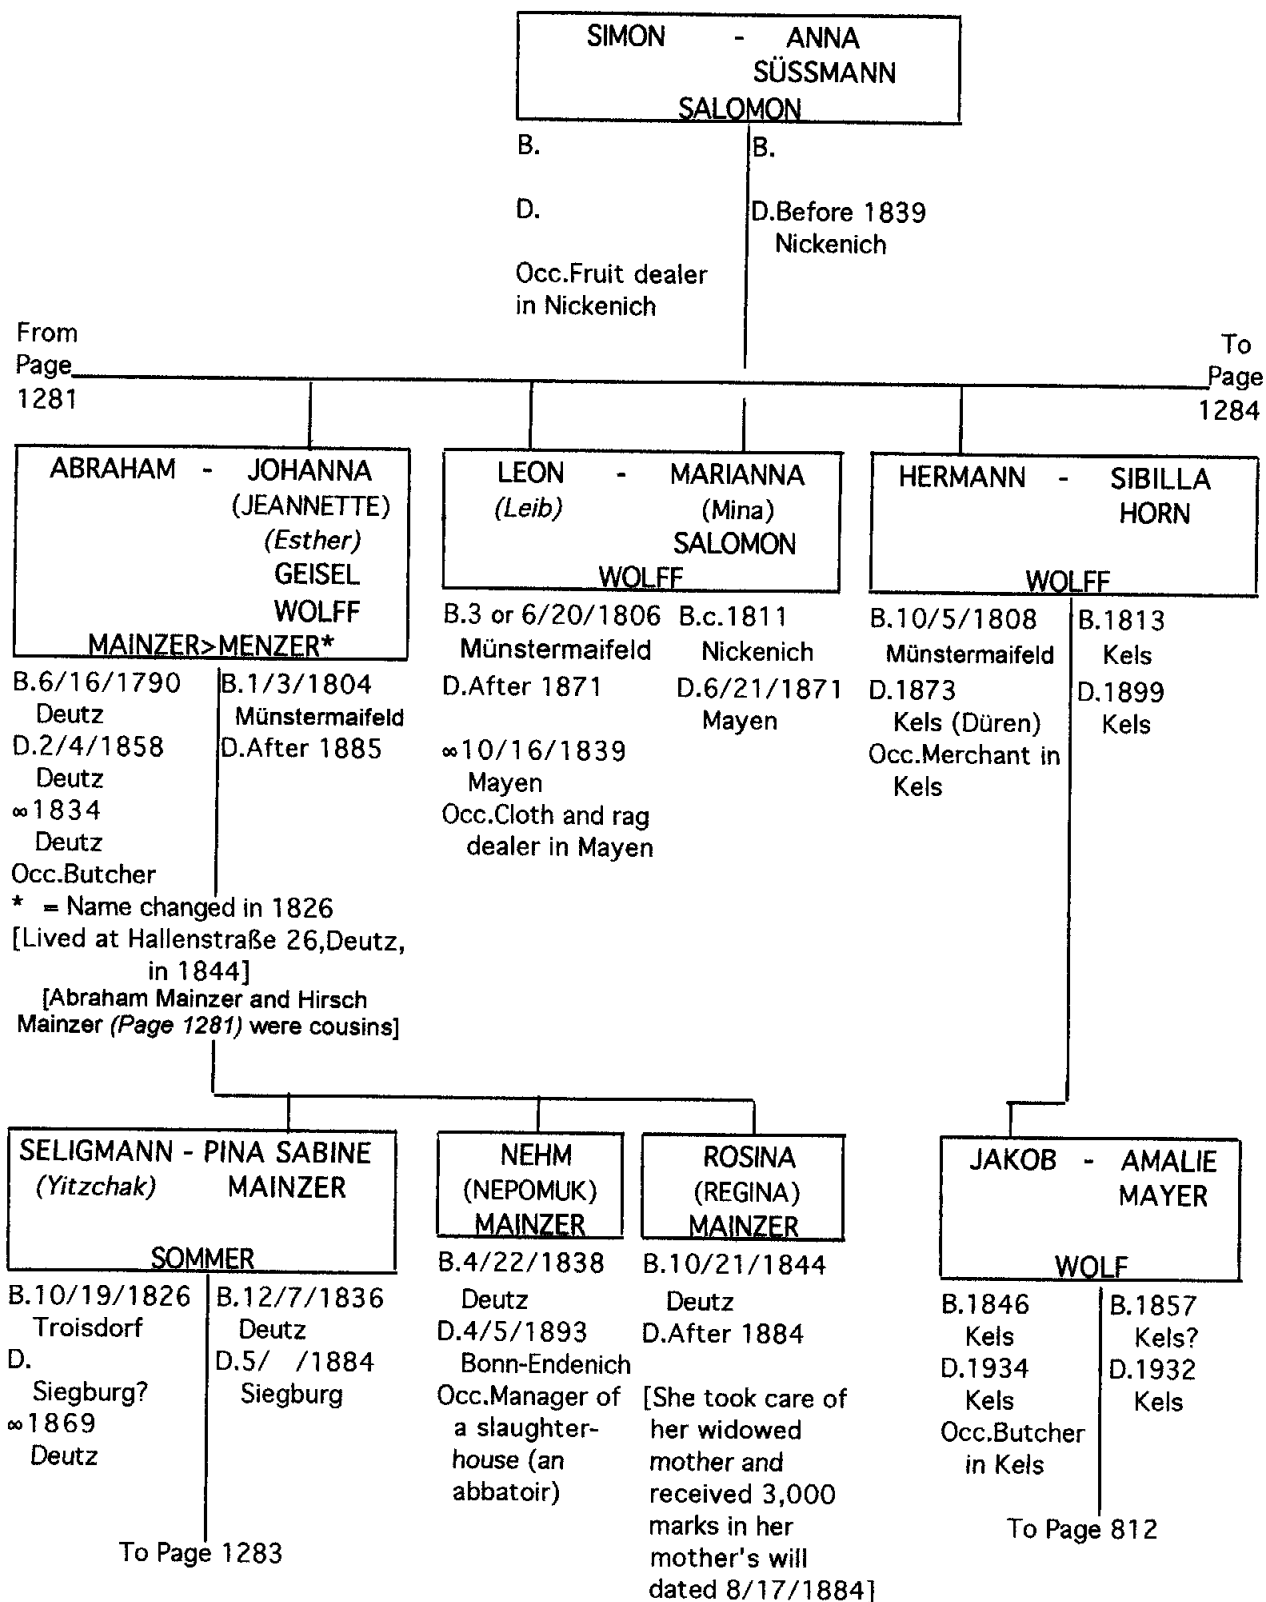 SIMON - ANNA
SÜSSMANN
SALOMON
B.
D.
Occ.Fruit dealer
in Nickenich
B.
D.Before 1839
Nickenich
From
Page
1281
To
Page
1284
ABRAHAM - JOHANNA
(JEANNETTE)
(Esther)
GEISEL
WOLFF
MAINZER>MENZER*
B.6/16/1790
Deutz
D.2/4/1858
Deutz
∞1834
Deutz
Occ.Butcher
B.1/3/1804
Münstermaifeld
D.After 1885
* = Name changed in 1826
[Lived at Hallenstraße 26,Deutz,
in 1844]
[Abraham Mainzer and Hirsch
Mainzer (Page 1281) were cousins]
LEON - MARIANNA
(Leib) (Mina)
SALOMON
WOLFF
B.3 or 6/20/1806
Münstermaifeld
D.After 1871
∞10/16/1839
Mayen
Occ.Cloth and rag
dealer in Mayen
B.c.1811
Nickenich
D.6/21/1871
Mayen
HERMANN - SIBILLA
HORN
WOLFF
B.10/5/1808
Münstermaifeld
D.1873
Kels (Düren)
Occ.Merchant in
Kels
B.1813
Kels
D.1899
Kels
SELIGMANN - PINA SABINE
(Yitzchak) MAINZER
SOMMER
B.10/19/1826
Troisdorf
D.
Siegburg?
∞1869
Deutz
B.12/7/1836
Deutz
D.5/ /1884
Siegburg
To Page 1283
NEHM
(NEPOMUK)
MAINZER
B.4/22/1838
Deutz
D.4/5/1893
Bonn-Endenich
Occ.Manager of
a slaughter-
house (an
abbatoir)
ROSINA
(REGINA)
MAINZER
B.10/21/1844
Deutz
D.After 1884
[She took care of
her widowed
mother and
received 3,000
marks in her
mother's will
dated 8/17/1884]
JAKOB - AMALIE
MAYER
WOLF
B.1846
Kels
D.1934
Kels
Occ.Butcher
in Kels
B.1857
Kels?
D.1932
Kels
To Page 812